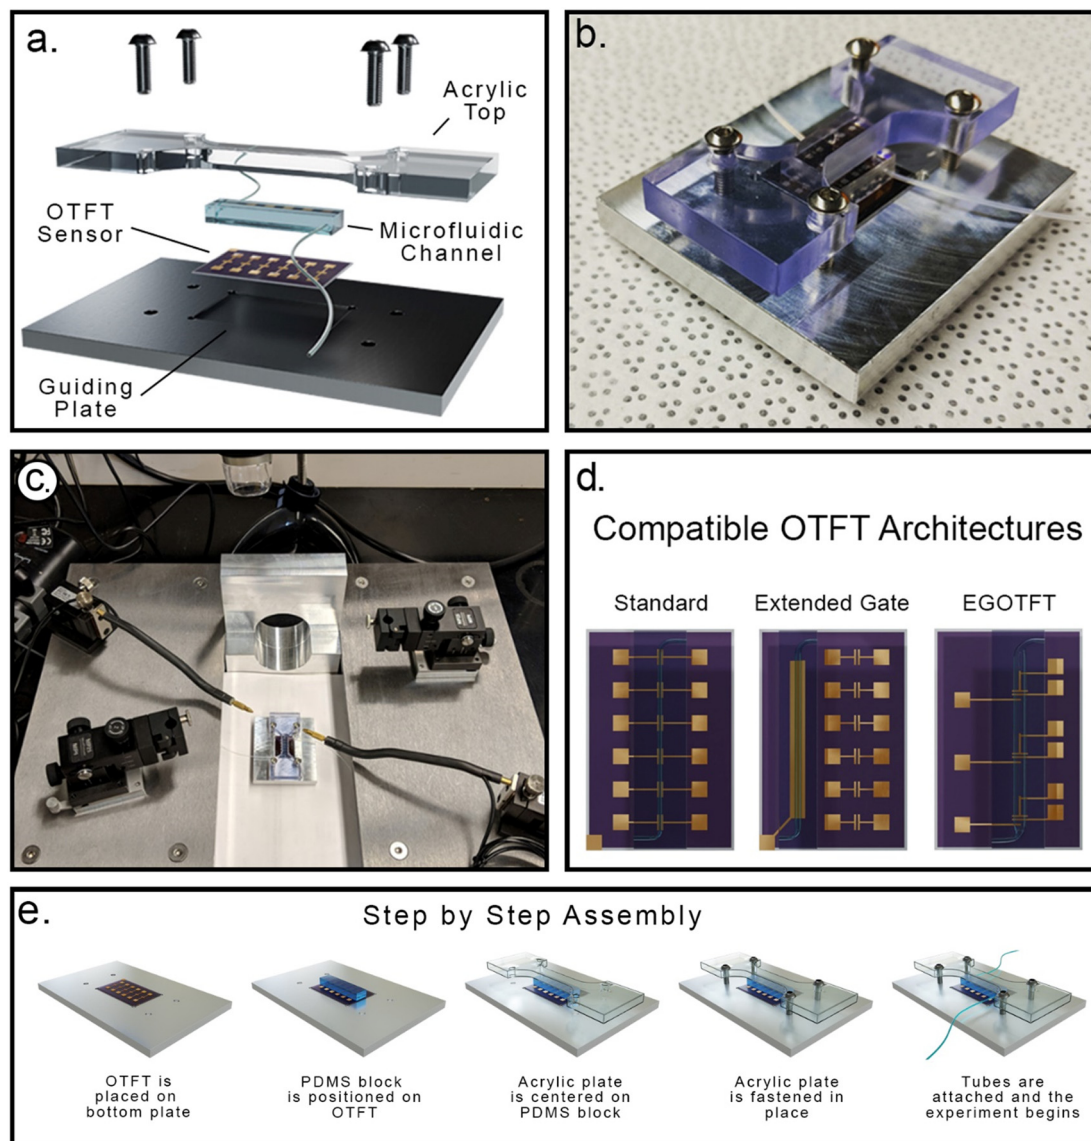 a.
Acrylic
Top
OTFT
Sensor
Microfluidic
Channel
Guiding
Plate
b.
c.
d.
Compatible OTFT Architectures
Standard
Extended Gate
EGOTFT
e.
Step by Step Assembly
OTFT is
placed on
bottom plate
PDMS block
is positioned on
OTFT
Acrylic plate
is centered on
PDMS block
Acrylic plate
is fastened in
place
Tubes are
attached and the
experiment begins